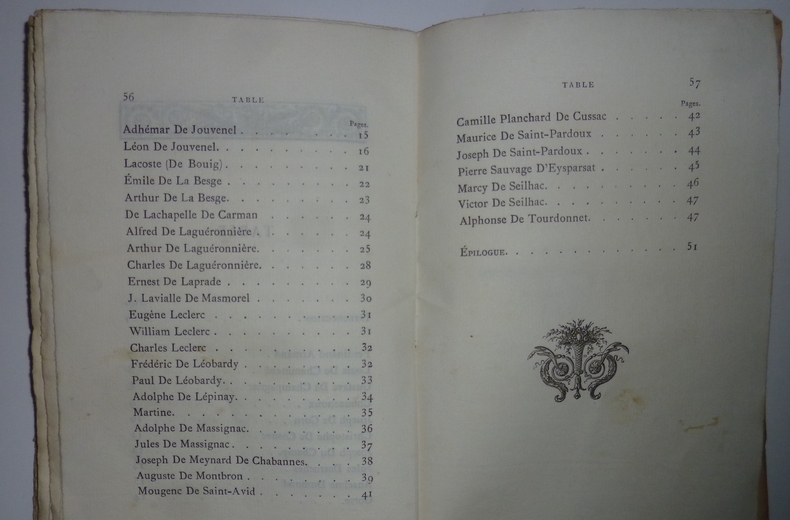 56
TABLE
Pages.
Adhémar De Jouvenel . . . . . . . . 15
Léon De Jouvenel. . . . . . . . . 16
Lacoste (De Bouig). . . . . . . . . 21
Émile De La Besge . . . . . . . . . 22
Arthur De La Besge. . . . . . . . . 23
De Lachapelle De Carman . . . . . . . 24
Alfred De Laguéronnière . . . . . . . 24
Arthur De Laguéronnière. . . . . . . 25
Charles De Laguéronnière. . . . . . . 28
Ernest De Laprade . . . . . . . . . 29
J. Lavialle De Masmorel . . . . . . . 30
Eugène Leclerc . . . . . . . . . . 31
William Leclerc . . . . . . . . . . 31
Charles Leclerc . . . . . . . . . . 32
Frédéric De Léobardy . . . . . . . . 32
Paul De Léobardy. . . . . . . . . 33
Adolphe De Lépinay. . . . . . . . 34
Martine. . . . . . . . . . . . 35
Adolphe De Massignac. . . . . . . . 36
Jules De Massignac . . . . . . . . . 37
Joseph De Meynard De Chabannes. . . . 38
Auguste De Montbron . . . . . . . . 39
Mougenc De Saint-Avid . . . . . . . 41
TABLE 57
Pages.
Camille Planchard De Cussac . . . . . 42
Maurice De Saint-Pardoux . . . . . . 43
Joseph De Saint-Pardoux . . . . . . . 44
Pierre Sauvage D'Eysparsat . . . . . . 45
Marcy De Seilhac. . . . . . . . . 46
Victor De Seilhac. . . . . . . . . 47
Alphonse De Tourdonnet. . . . . . . 47
Épilogue. . . . . . . . . . . . 51